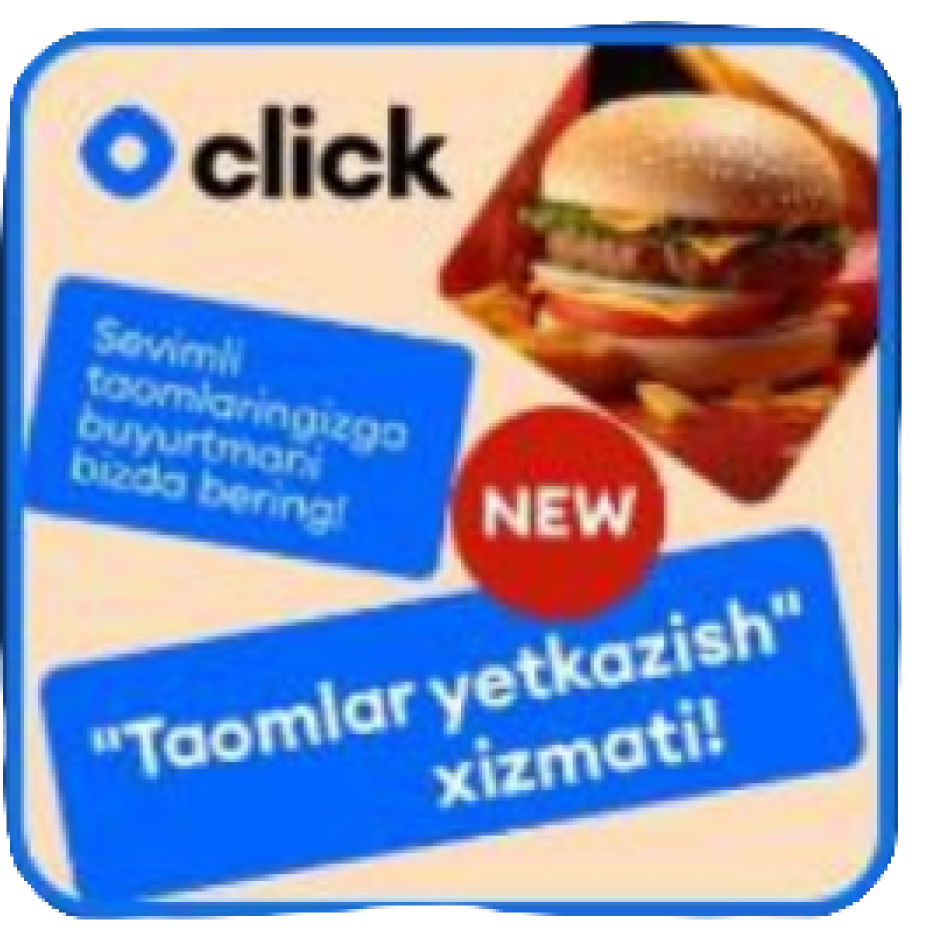 click
Sevimli
taomlaringizga
buyurtmani
bizda bering!
NEW
"Taomlar yetkazish"
xizmati!